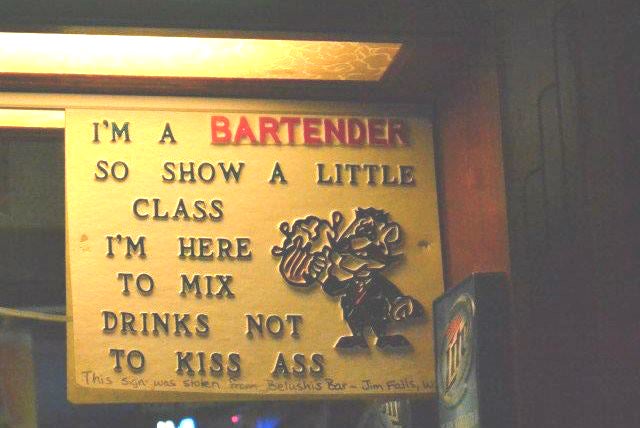 I'M A BARTENDER
SO SHOW A LITTLE
CLASS
I'M HERE
TO MIX
DRINKS NOT
TO KISS ASS
This sign was stolen from Belushis Bar - Jim Falls, W